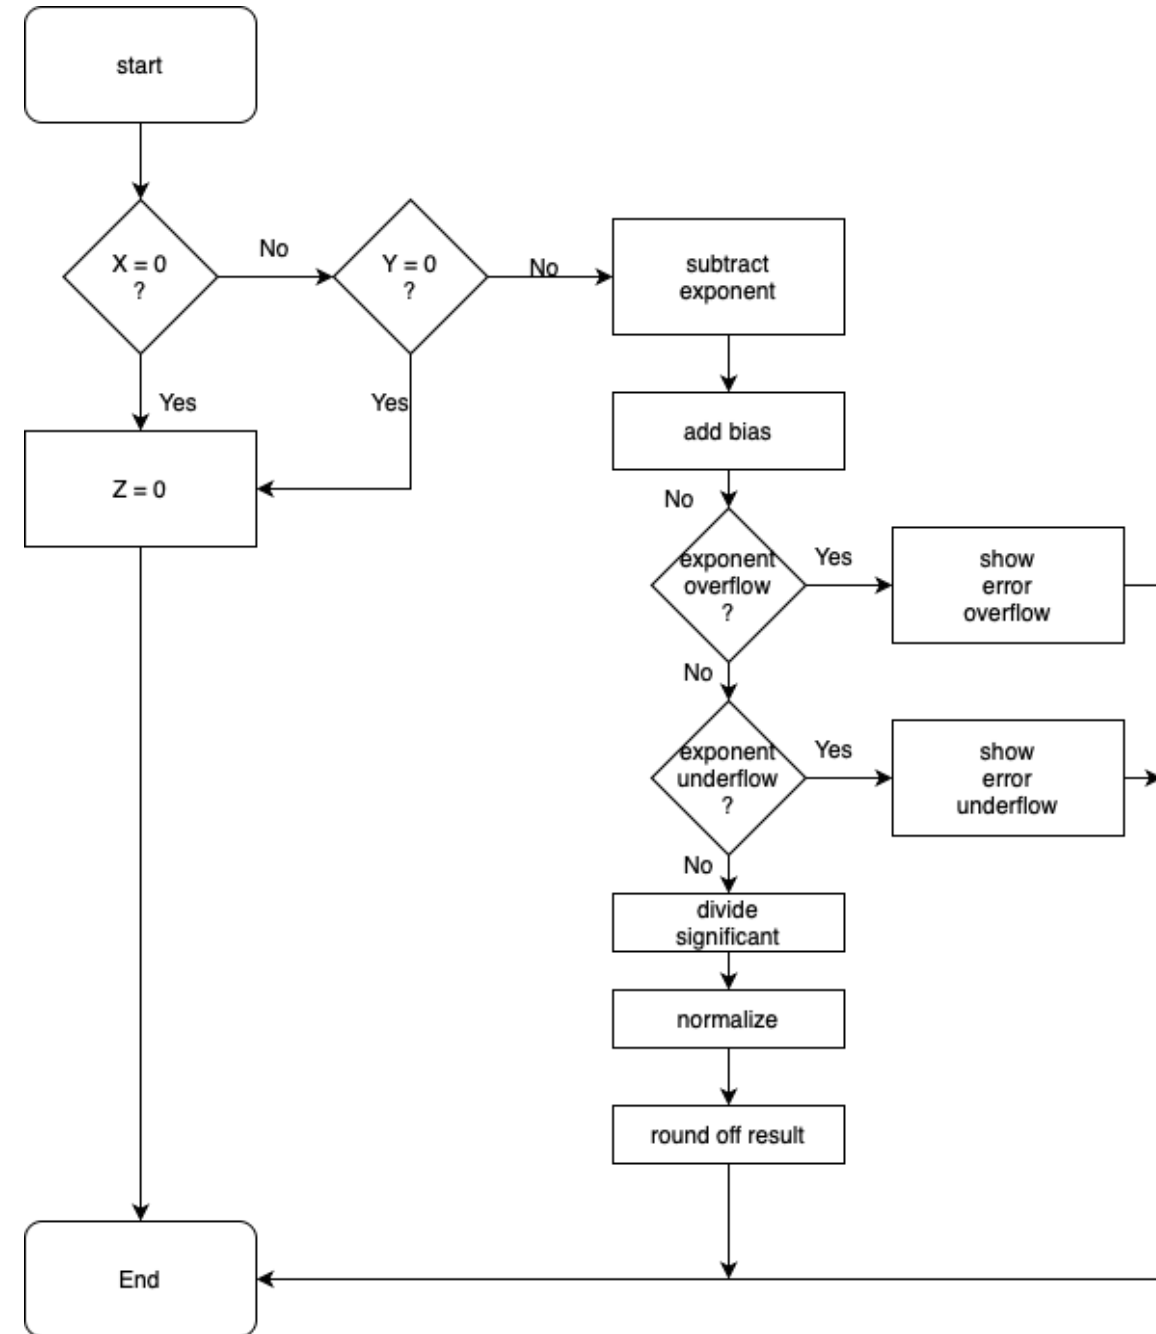 start
X = 0
?
No
Y = 0
?
No
subtract
exponent
Yes
Yes
Z = 0
add bias
No
exponent
overflow
?
Yes
show
error
overflow
No
exponent
underflow
?
Yes
show
error
underflow
No
divide
significant
normalize
round off result
End